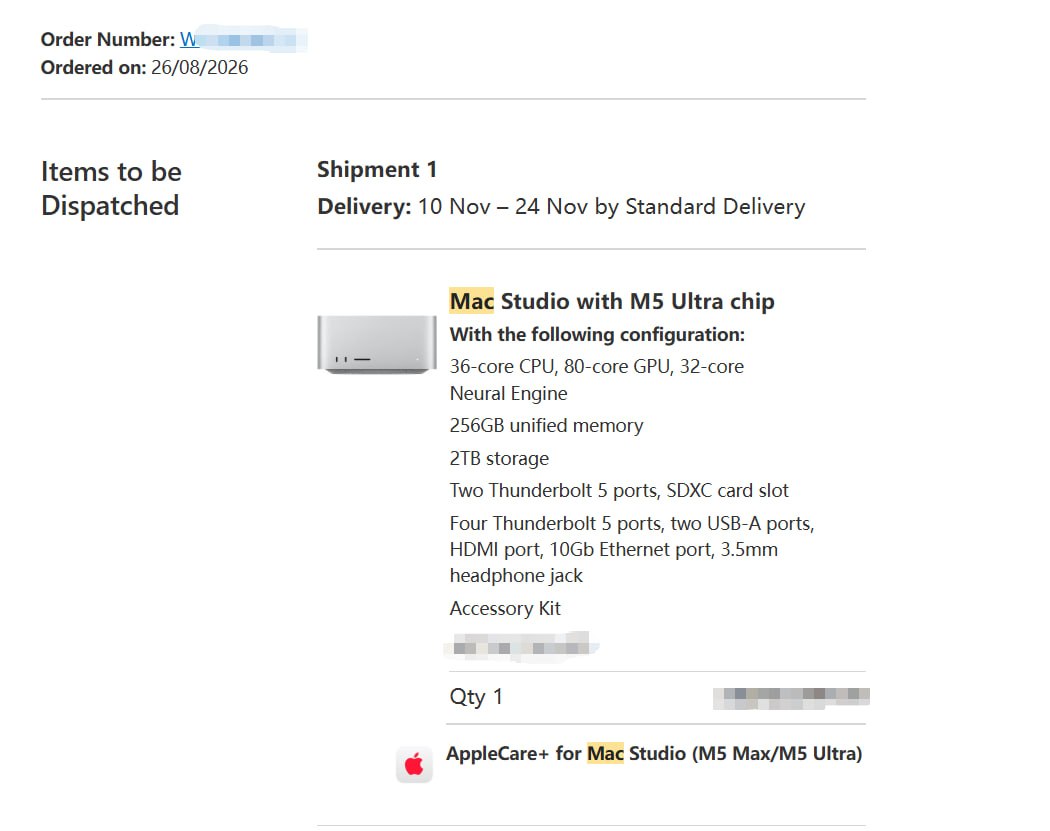 Order Number: W
Ordered on: 26/08/2026
Items to be
Dispatched
Shipment 1
Delivery: 10 Nov – 24 Nov by Standard Delivery
Mac Studio with M5 Ultra chip
With the following configuration:
36-core CPU, 80-core GPU, 32-core
Neural Engine
256GB unified memory
2TB storage
Two Thunderbolt 5 ports, SDXC card slot
Four Thunderbolt 5 ports, two USB-A ports,
HDMI port, 10Gb Ethernet port, 3.5mm
headphone jack
Accessory Kit
Qty 1
AppleCare+ for Mac Studio (M5 Max/M5 Ultra)